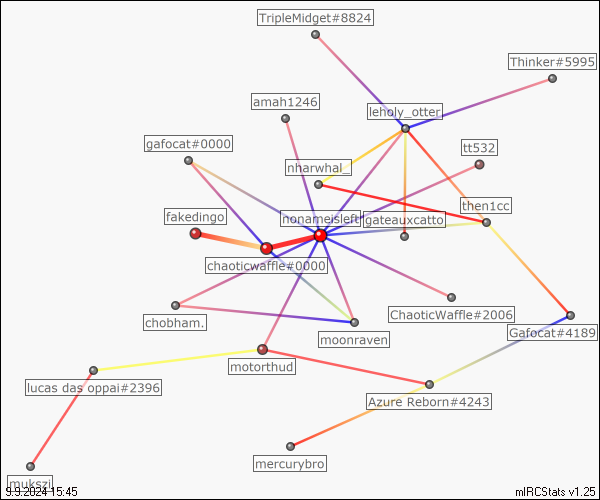 TripleMidget#8824
Thinker#5995
amah1246
leholy_otter
gafocat#0000
tt532
nharwhal_
then1cc
fakedingo
nonameisleft
gateauxcatto
chaoticwaffle#0000
ChaoticWaffle#2006
chobham.
Gafocat#4189
moonraven
motorthud
lucas das oppai#2396
Azure Reborn#4243
mercurybro
mukszi
9.9.2024 15:45
mIRCStats v1.25